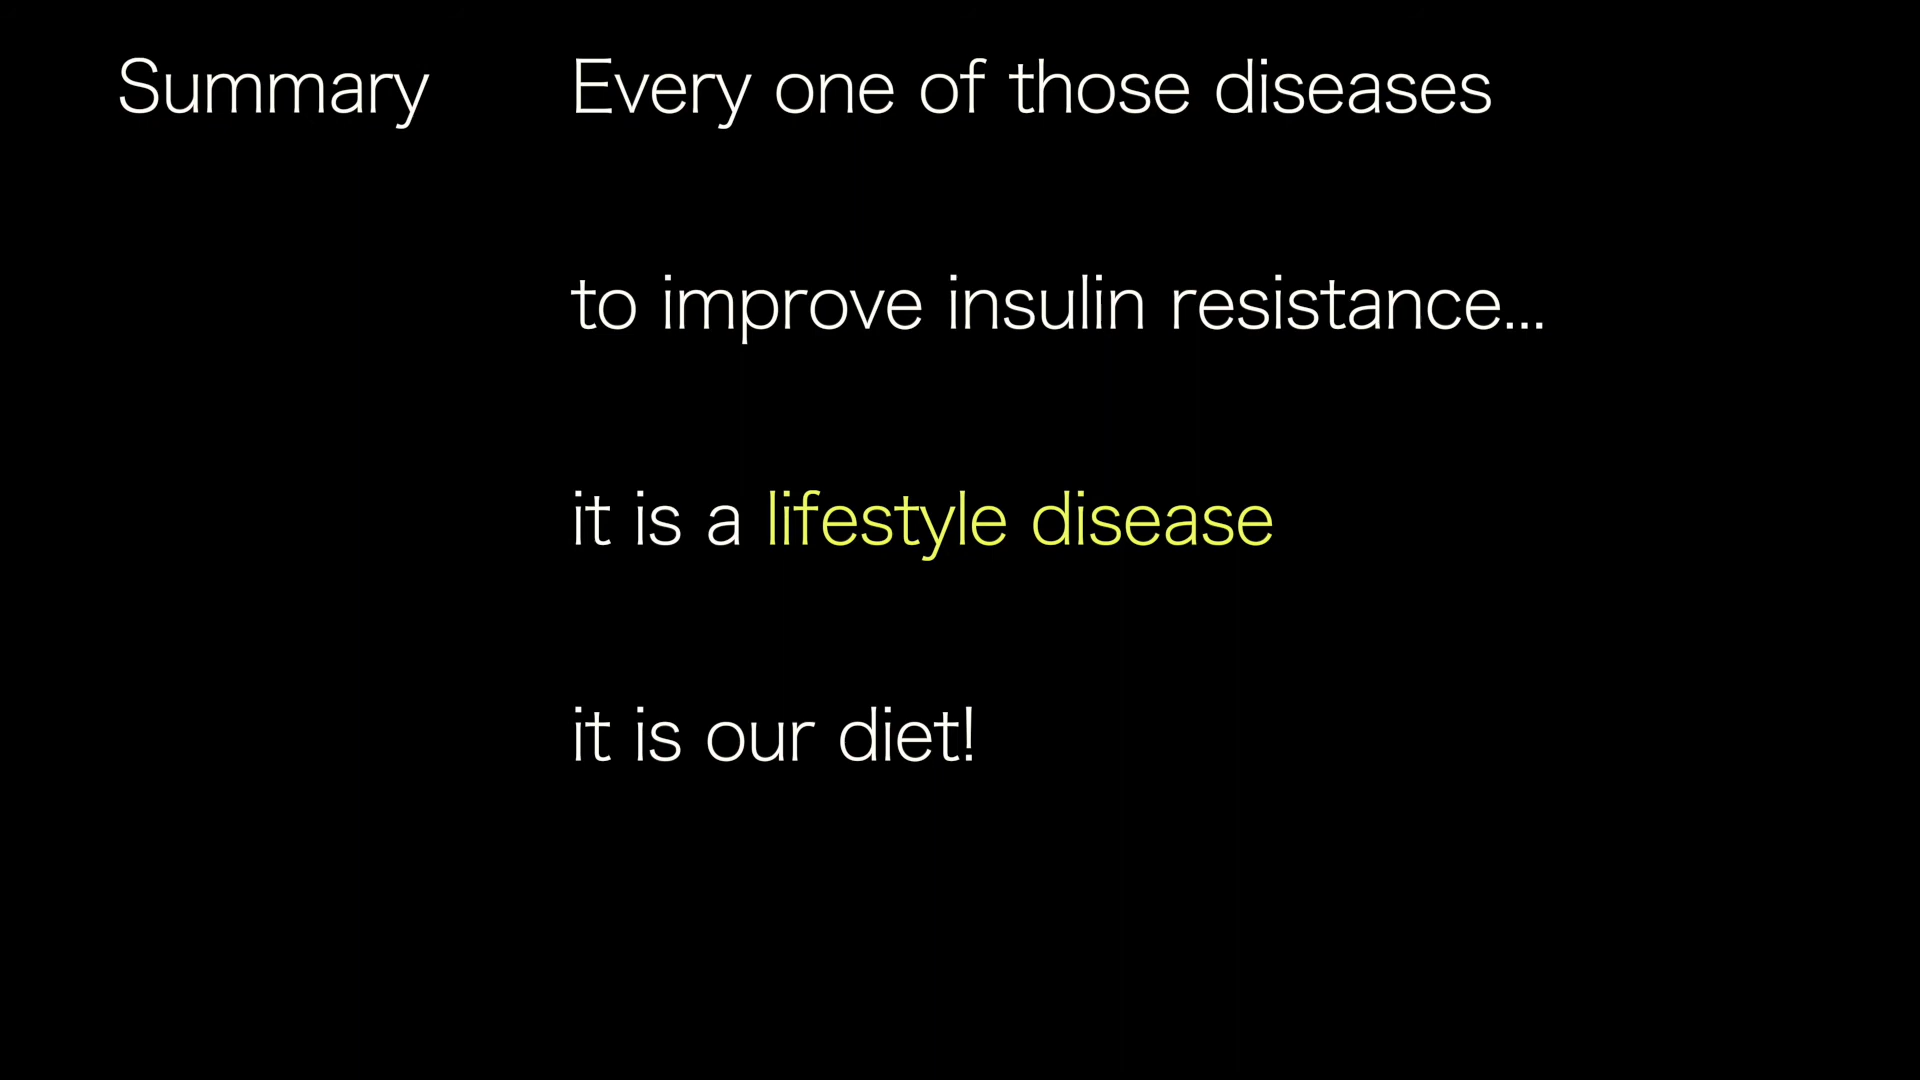 Summary
Every one of those diseases
to improve insulin resistance...
it is a lifestyle disease
it is our diet!